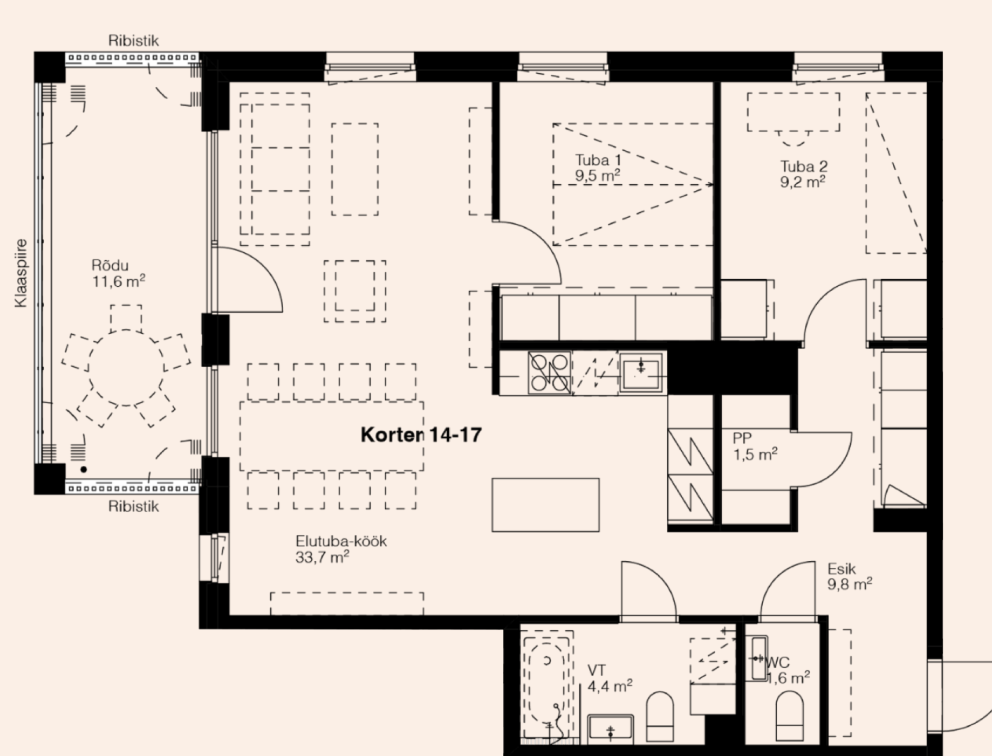 Ribistik
Tuba 1
9,5 m²
Tuba 2
9,2 m²
Klaaspiire
Rõdu
11,6 m²
Korter 14-17
PP
1,5 m²
Ribistik
Elutuba-köök
33,7 m²
Esik
9,8 m²
VT
4,4 m²
WC
1,6 m²